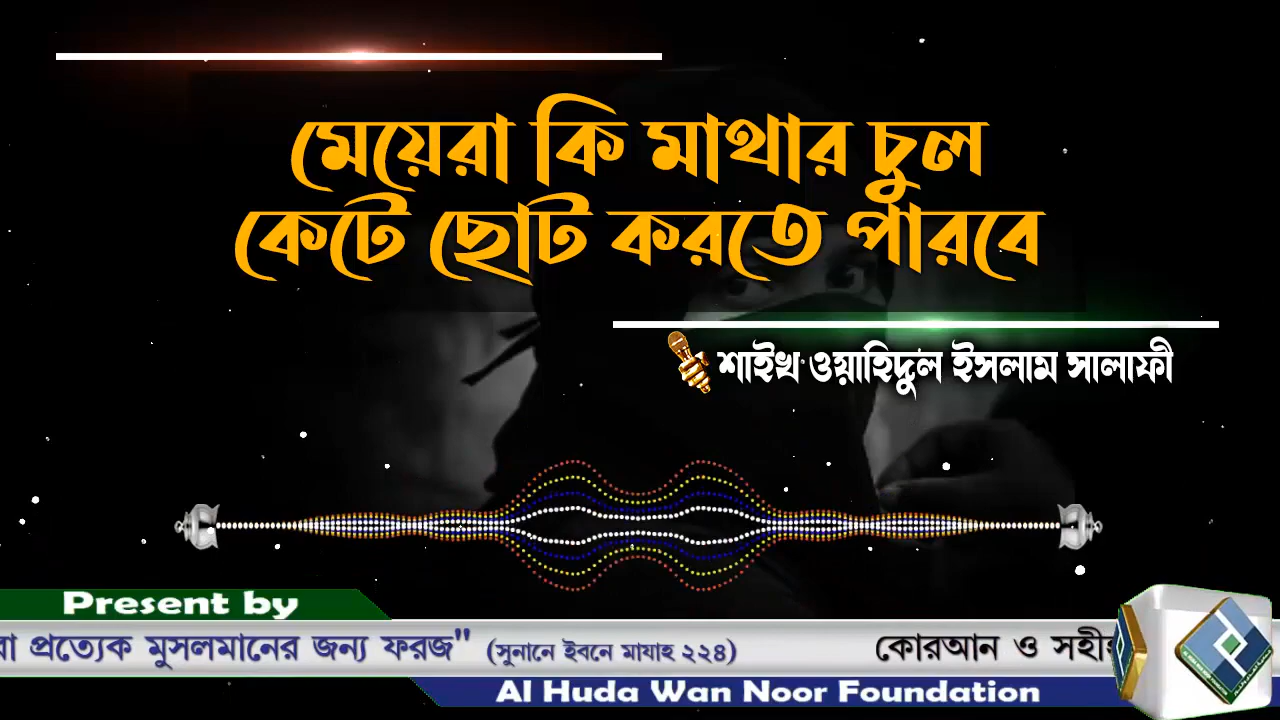 মেয়েরা কি মাথার চুল
কেটে ছোট করতে পারবে
শাইখ ওয়াহিদুল ইসলাম সালাফী
Present by
প্রত্যেক মুসলমানের জন্য ফরজ" (সুনানে ইবনে মাযাহ ২২৪) কোরআন ও
Al Huda Wan Noor Foundation